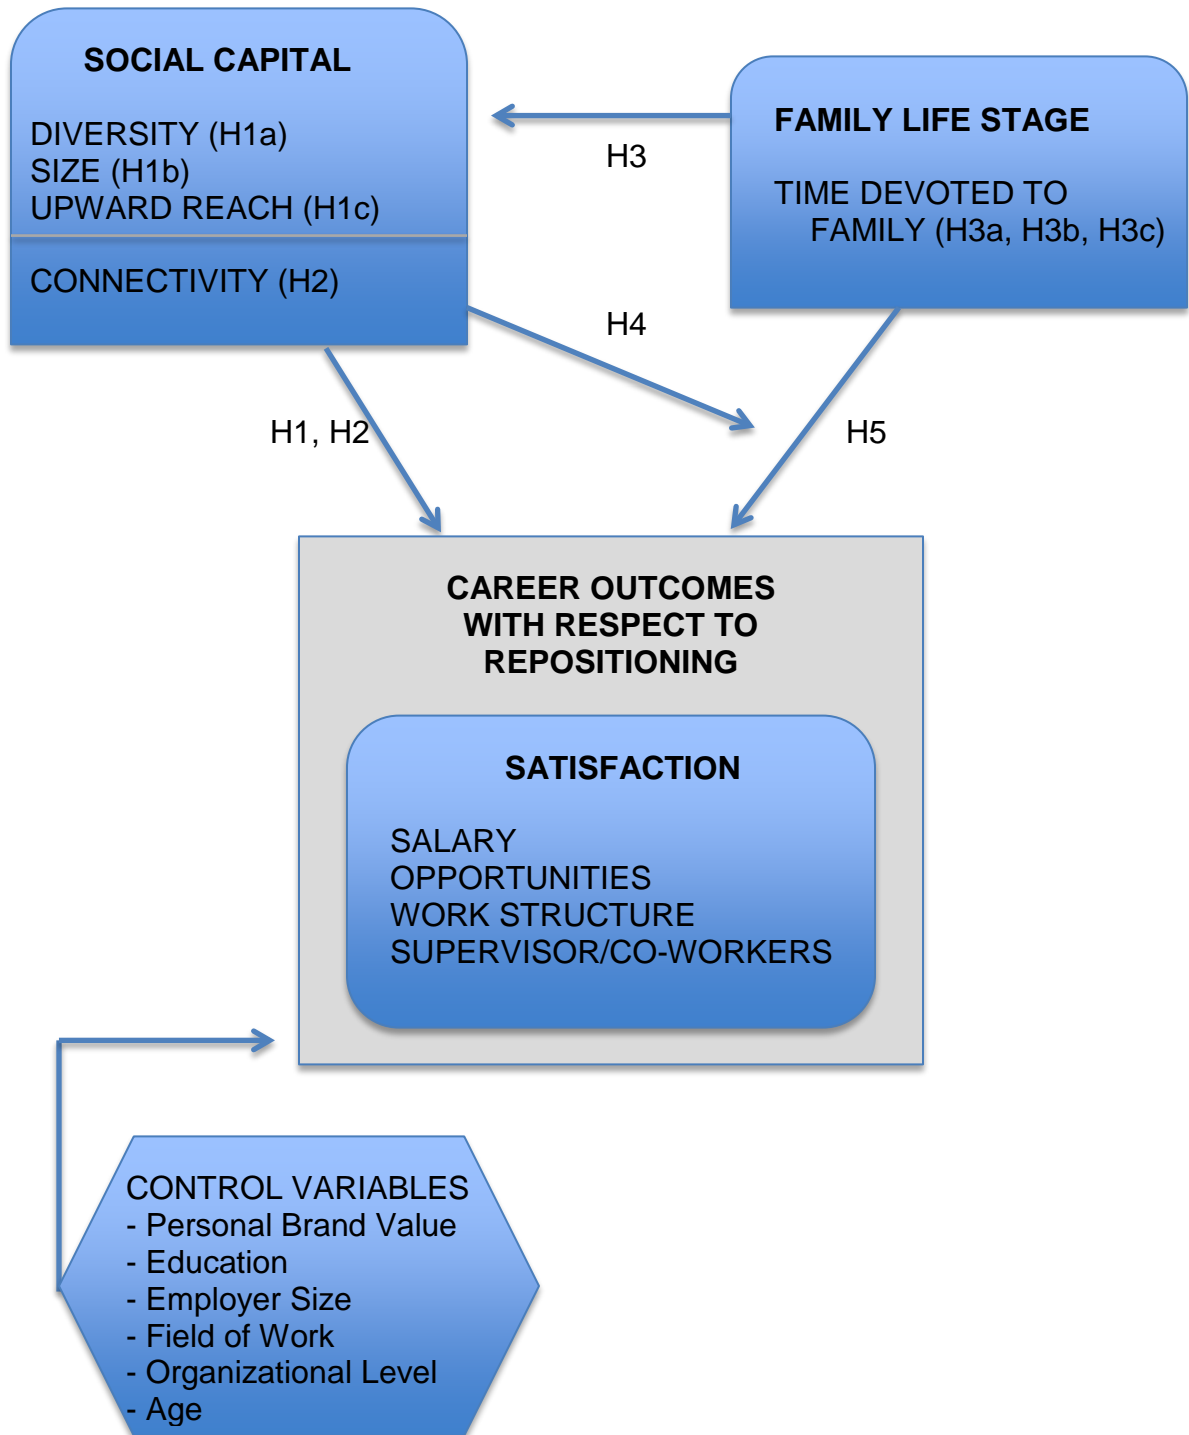 SOCIAL CAPITAL
DIVERSITY (H1a)
SIZE (H1b)
UPWARD REACH (H1c)
CONNECTIVITY (H2)
FAMILY LIFE STAGE
TIME DEVOTED TO
FAMILY (H3a, H3b, H3c)
H3
H4
H1, H2
H5
CAREER OUTCOMES
WITH RESPECT TO
REPOSITIONING
SATISFACTION
SALARY
OPPORTUNITIES
WORK STRUCTURE
SUPERVISOR/CO-WORKERS
CONTROL VARIABLES
- Personal Brand Value
- Education
- Employer Size
- Field of Work
- Organizational Level
- Age